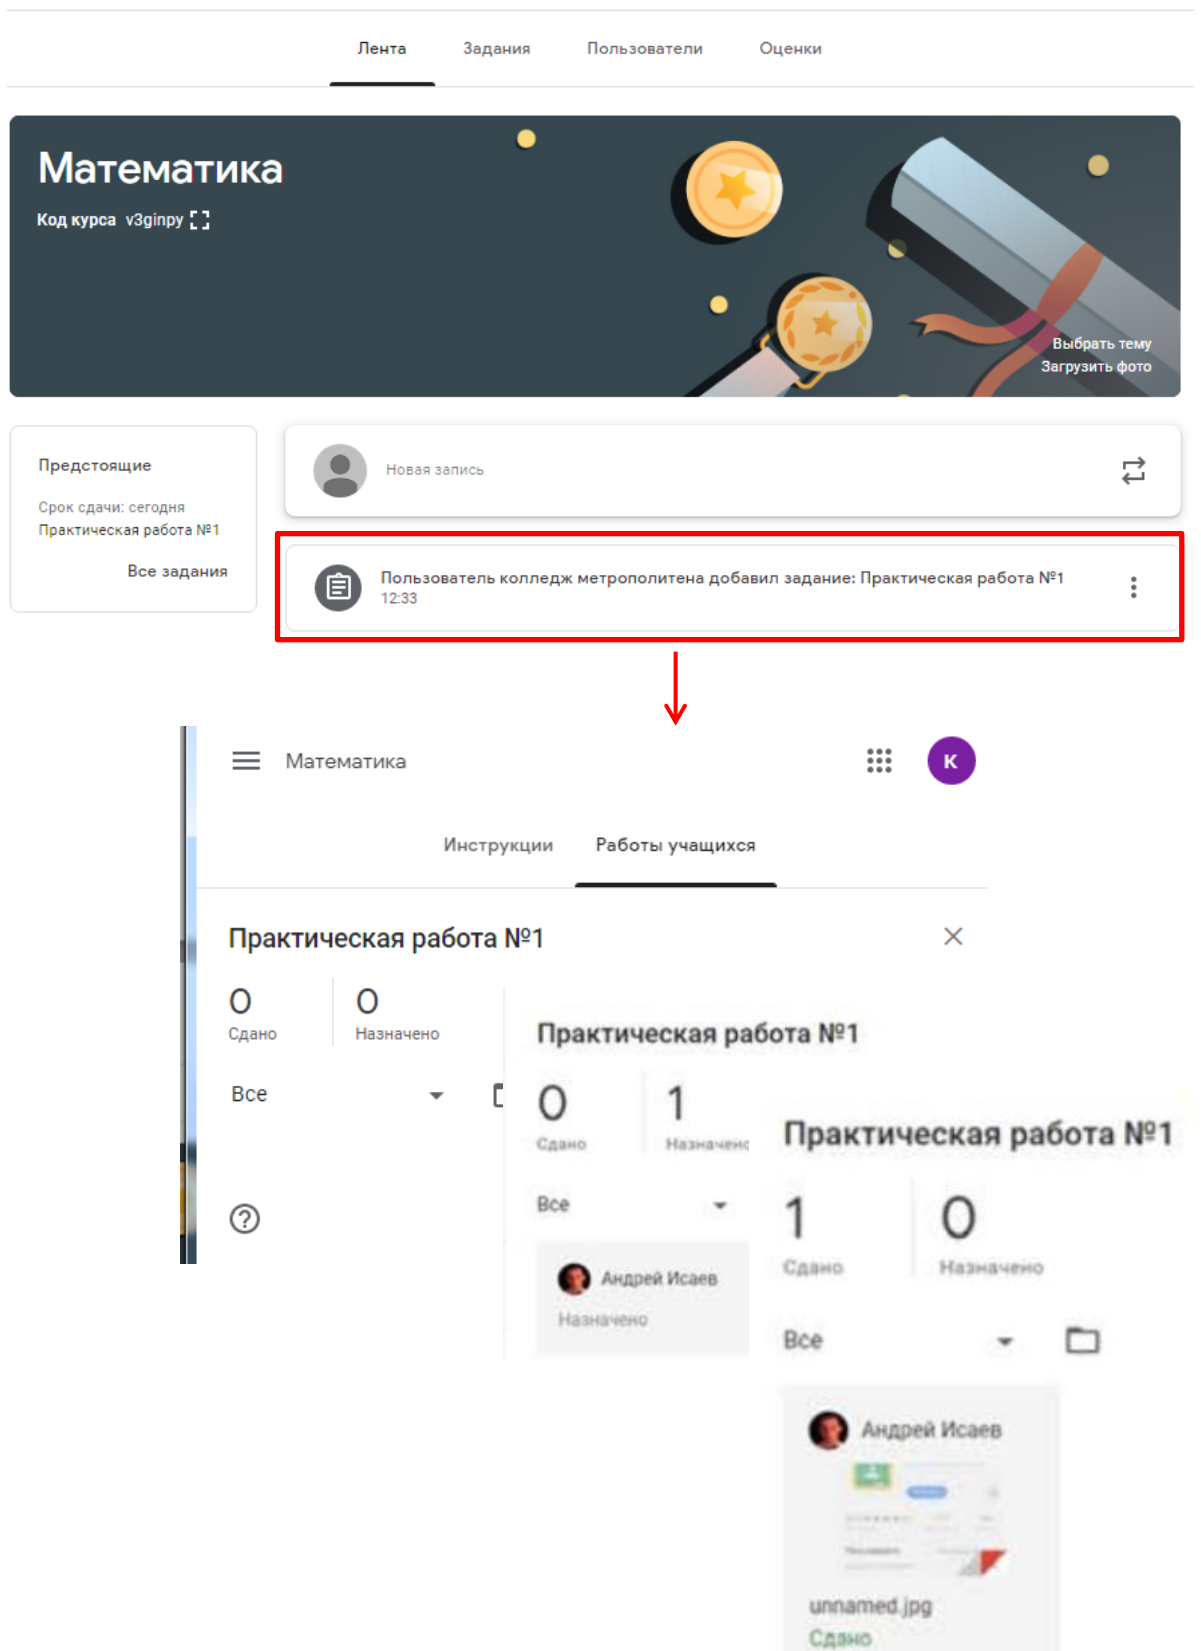 Лента Задания Пользователи Оценки
Математика
Код курса v3ginpy
Выбрать тему
Загрузить фото
Предстоящие
Срок сдачи: сегодня
Практическая работа №1
Все задания
Новая запись
Пользователь колледж метрополитена добавил задание: Практическая работа №1
12:33
Математика
К
Инструкции Работы учащихся
Практическая работа №1
0 0
Сдано Назначено
Все
Практическая работа №1
0 1
Сдано Назначено
Все
Андрей Исаев
Назначено
Практическая работа №1
1 0
Сдано Назначено
Все
Андрей Исаев
unnamed.jpg
Сдано